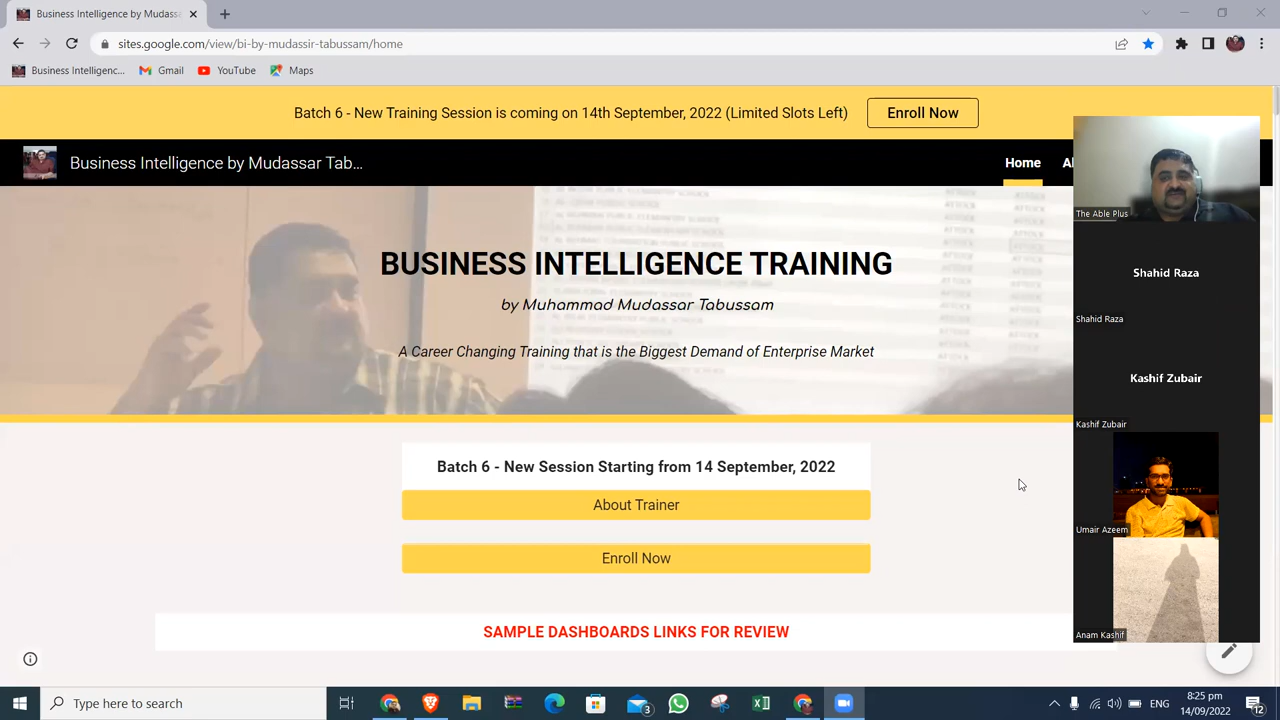 Business Intelligence by Mudassa
sites.google.com/view/bi-by-mudassir-tabussam/home
Business Intelligenc...
Gmail
YouTube
Maps
Batch 6 - New Training Session is coming on 14th September, 2022 (Limited Slots Left)
Enroll Now
Business Intelligence by Mudassar Tab...
Home
BUSINESS INTELLIGENCE TRAINING
by Muhammad Mudassar Tabussam
A Career Changing Training that is the Biggest Demand of Enterprise Market
Batch 6 - New Session Starting from 14 September, 2022
About Trainer
Enroll Now
SAMPLE DASHBOARDS LINKS FOR REVIEW
The Able Plus
Shahid Raza
Shahid Raza
Kashif Zubair
Kashif Zubair
Umair Azeem
Anam Kashif
Type here to search
3
ENG
8:25 pm
14/09/2022
12